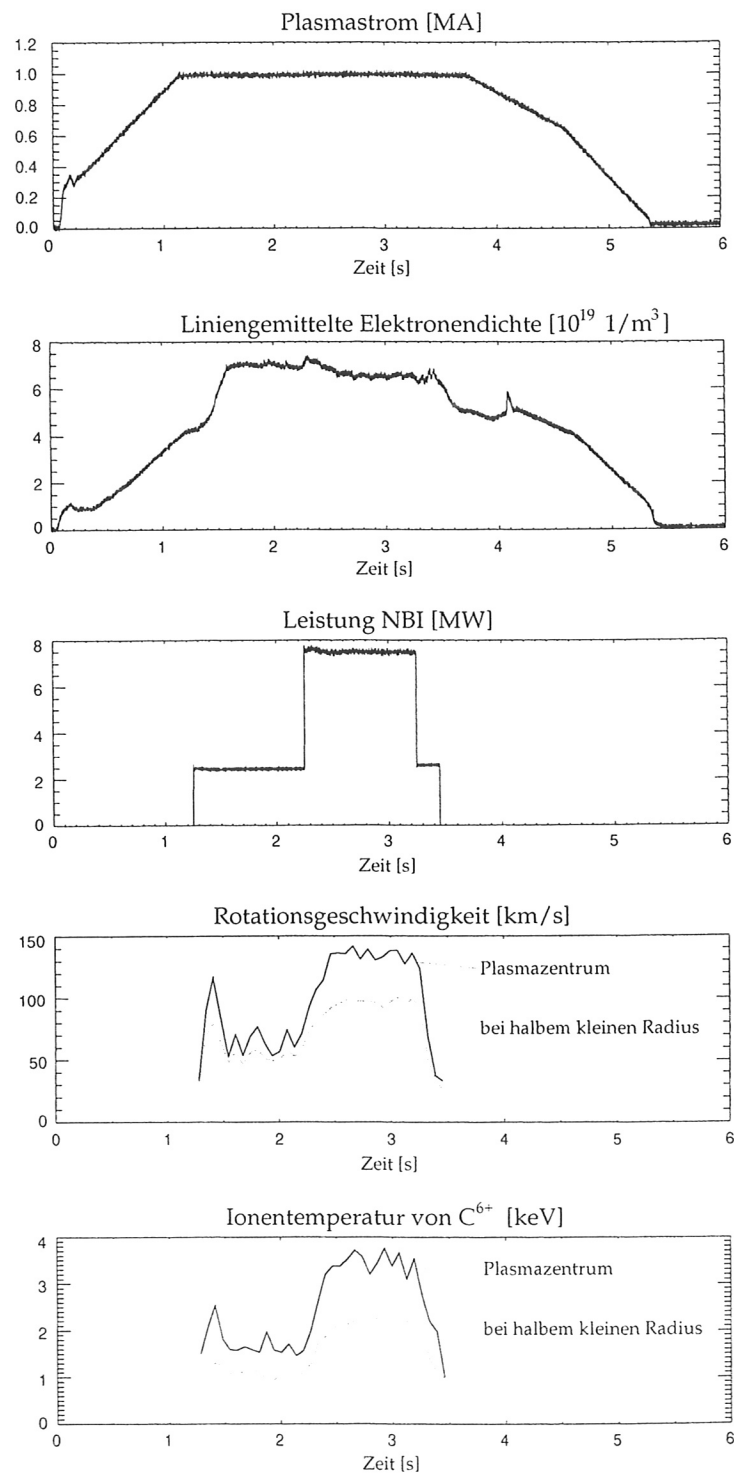 Plasmastrom [MA]
1.2
1.0
0.8
0.6
0.4
0.2
0.0
0 1 2 3 4 5 6
Zeit [s]
Liniengemittelte Elektronendichte [10¹⁹ 1/m³]
8
6
4
2
0
0 1 2 3 4 5 6
Zeit [s]
Leistung NBI [MW]
8
6
4
2
0
0 1 2 3 4 5 6
Zeit [s]
Rotationsgeschwindigkeit [km/s]
150
Plasmazentrum
100
bei halbem kleinen Radius
50
0
0 1 2 3 4 5 6
Zeit [s]
Ionentemperatur von C⁶⁺ [keV]
4
Plasmazentrum
3
bei halbem kleinen Radius
2
1
0
0 1 2 3 4 5 6
Zeit [s]